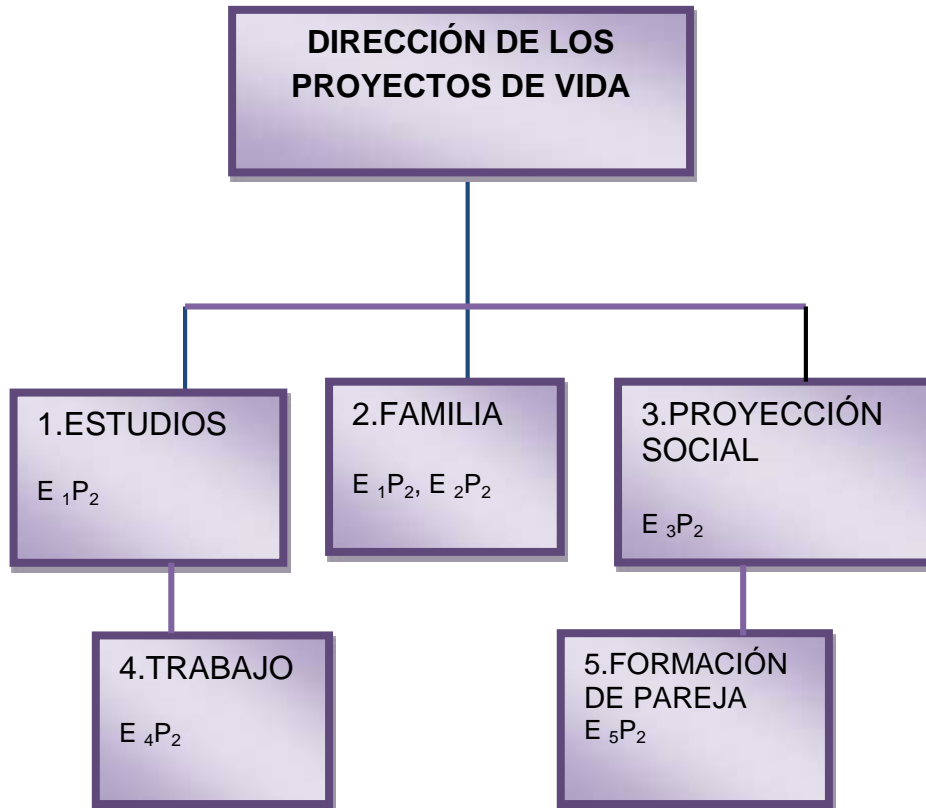 DIRECCIÓN DE LOS
PROYECTOS DE VIDA
1.ESTUDIOS
E ₁P₂
2.FAMILIA
E ₁P₂, E ₂P₂
3.PROYECCIÓN
SOCIAL
E ₃P₂
4.TRABAJO
E ₄P₂
5.FORMACIÓN
DE PAREJA
E ₅P₂